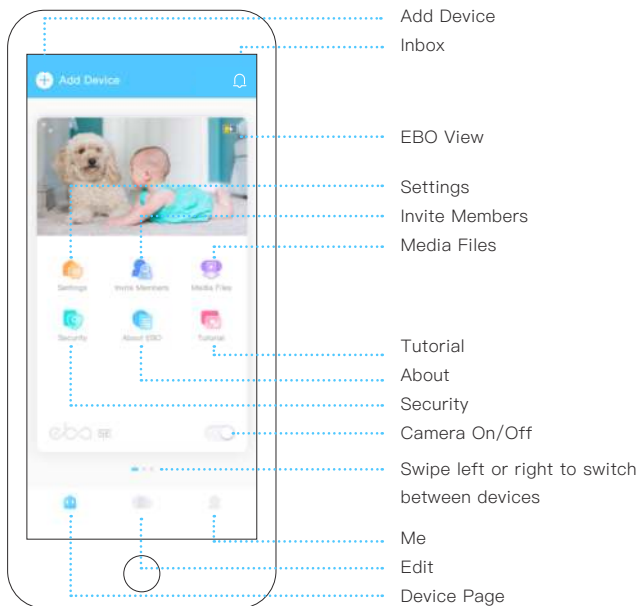 Add Device
Inbox
Add Device
EBO View
Settings
Invite Members
Media Files
Settings
Invite Members
Media Files
Security
About EBO
Tutorial
Tutorial
About
Security
ebo SE
Camera On/Off
Swipe left or right to switch
between devices
Me
Edit
Device Page